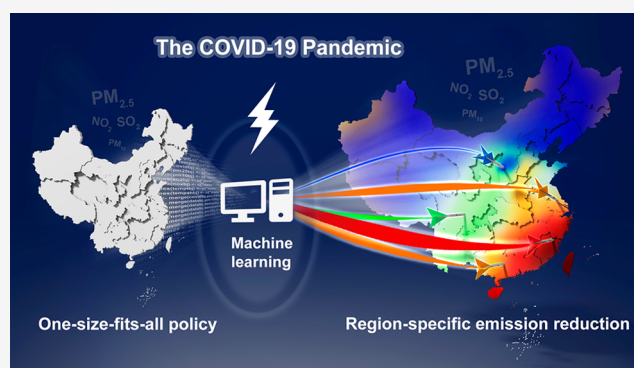 The COVID-19 Pandemic
PM2.5
NO2 SO2
PM10
PM2.5
NO2 SO2
PM10
Machine
learning
One-size-fits-all policy
Region-specific emission reduction